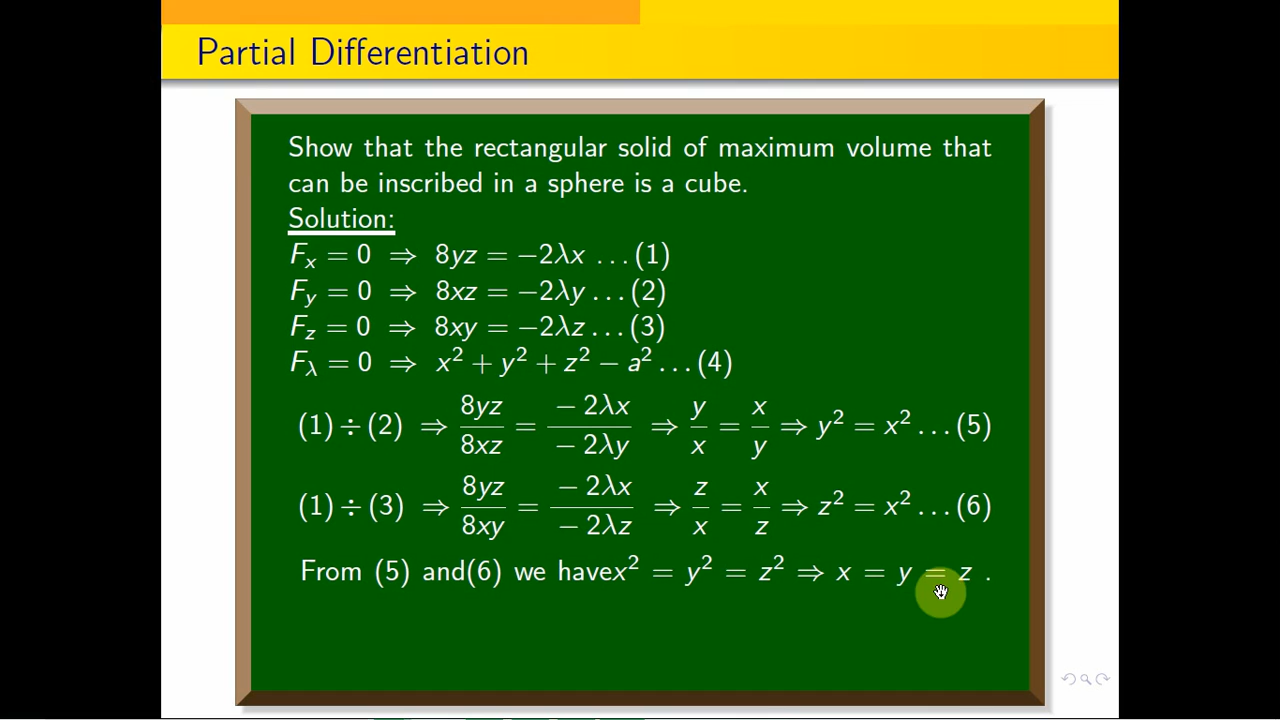 Partial Differentiation
Show that the rectangular solid of maximum volume that
can be inscribed in a sphere is a cube.
Solution:
Fₓ = 0 ⇒ 8yz = −2λx ...(1)
F_y = 0 ⇒ 8xz = −2λy ...(2)
F_z = 0 ⇒ 8xy = −2λz ...(3)
F_λ = 0 ⇒ x² + y² + z² − a² ...(4)
(1) ÷ (2) ⇒ 8yz/8xz = −2λx/−2λy ⇒ y/x = x/y ⇒ y² = x² ...(5)
(1) ÷ (3) ⇒ 8yz/8xy = −2λx/−2λz ⇒ z/x = x/z ⇒ z² = x² ...(6)
From (5) and(6) we havex² = y² = z² ⇒ x = y = z .